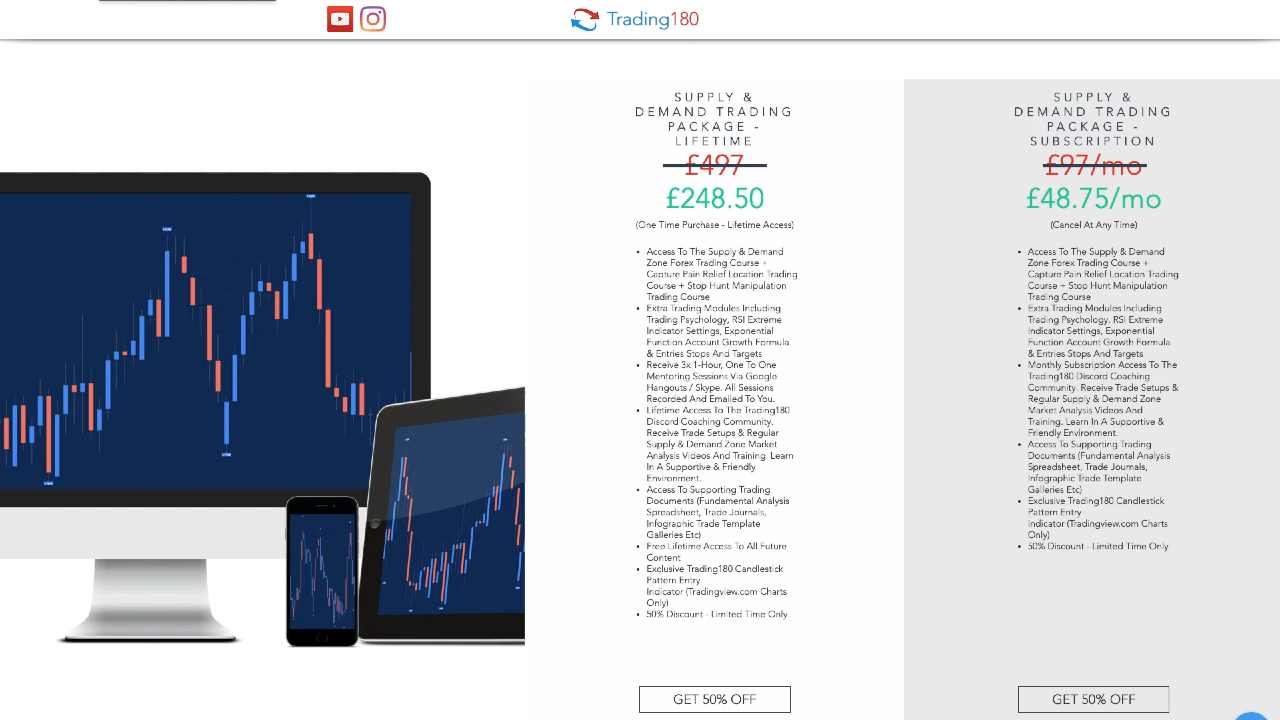 Trading180
SUPPLY &
DEMAND TRADING
PACKAGE -
LIFETIME
£497
£248.50
(One Time Purchase - Lifetime Access)
• Access To The Supply & Demand
Zone Forex Trading Course +
Capture Pain Relief Location Trading
Course + Stop Hunt Manipulation
Trading Course
• Extra Trading Modules Including
Trading Psychology, RSI Extreme
Indicator Settings, Exponential
Function Account Growth Formula
& Entries Stops And Targets
• Receive 3x 1-Hour, One To One
Mentoring Sessions Via Google
Hangouts / Skype. All Sessions
Recorded And Emailed To You.
• Lifetime Access To The Trading180
Discord Coaching Community.
Receive Trade Setups & Regular
Supply & Demand Zone Market
Analysis Videos And Training. Learn
In A Supportive & Friendly
Environment.
• Access To Supporting Trading
Documents (Fundamental Analysis
Spreadsheet, Trade Journals,
Infographic Trade Template
Galleries Etc)
• Free Lifetime Access To All Future
Content
• Exclusive Trading180 Candlestick
Pattern Entry
Indicator (Tradingview.com Charts
Only)
• 50% Discount - Limited Time Only
GET 50% OFF
SUPPLY &
DEMAND TRADING
PACKAGE -
SUBSCRIPTION
£97/mo
£48.75/mo
(Cancel At Any Time)
• Access To The Supply & Demand
Zone Forex Trading Course +
Capture Pain Relief Location Trading
Course + Stop Hunt Manipulation
Trading Course
• Extra Trading Modules Including
Trading Psychology, RSI Extreme
Indicator Settings, Exponential
Function Account Growth Formula
& Entries Stops And Targets
• Monthly Subscription Access To The
Trading180 Discord Coaching
Community. Receive Trade Setups &
Regular Supply & Demand Zone
Market Analysis Videos And
Training. Learn In A Supportive &
Friendly Environment.
• Access To Supporting Trading
Documents (Fundamental Analysis
Spreadsheet, Trade Journals,
Infographic Trade Template
Galleries Etc)
• Exclusive Trading180 Candlestick
Pattern Entry
Indicator (Tradingview.com Charts
Only)
• 50% Discount - Limited Time Only
GET 50% OFF